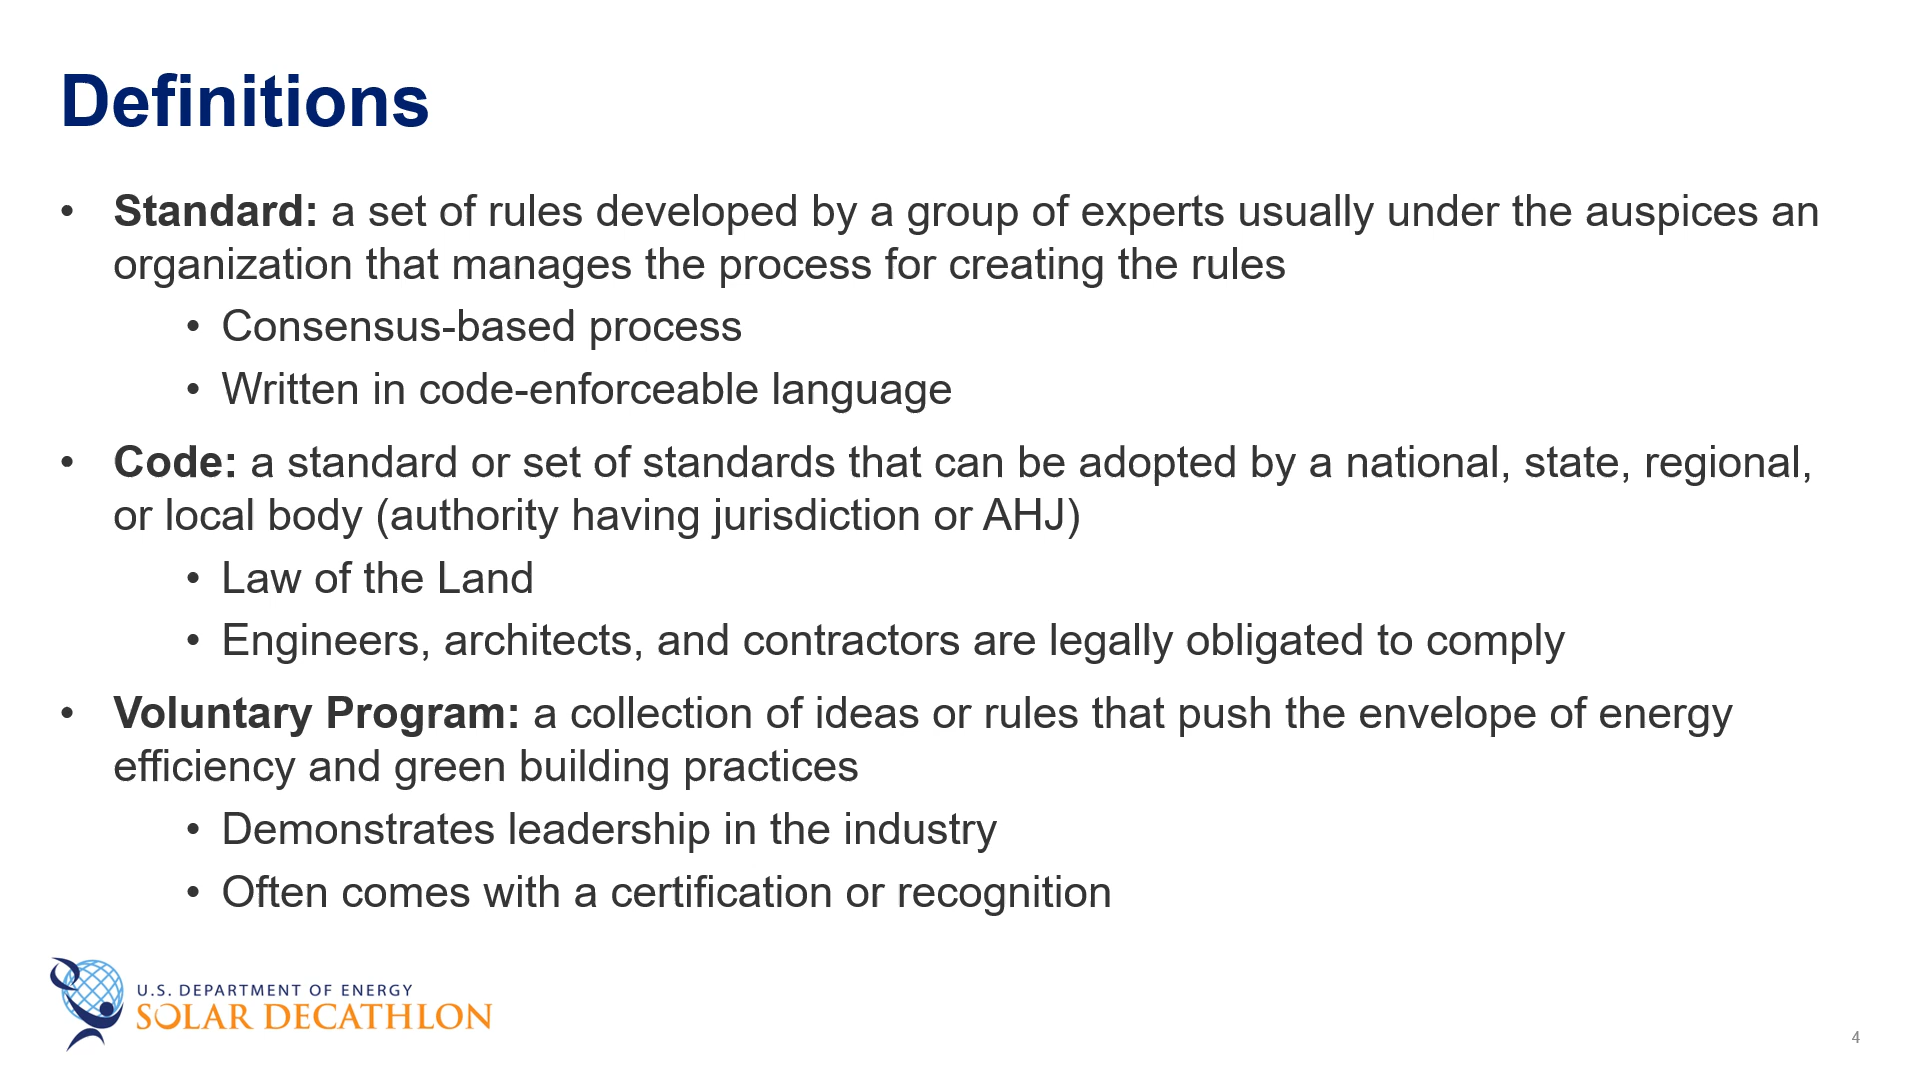 Definitions
• Standard: a set of rules developed by a group of experts usually under the auspices an
organization that manages the process for creating the rules
• Consensus-based process
• Written in code-enforceable language
• Code: a standard or set of standards that can be adopted by a national, state, regional,
or local body (authority having jurisdiction or AHJ)
• Law of the Land
• Engineers, architects, and contractors are legally obligated to comply
• Voluntary Program: a collection of ideas or rules that push the envelope of energy
efficiency and green building practices
• Demonstrates leadership in the industry
• Often comes with a certification or recognition
U.S. DEPARTMENT OF ENERGY
SOLAR DECATHLON
4